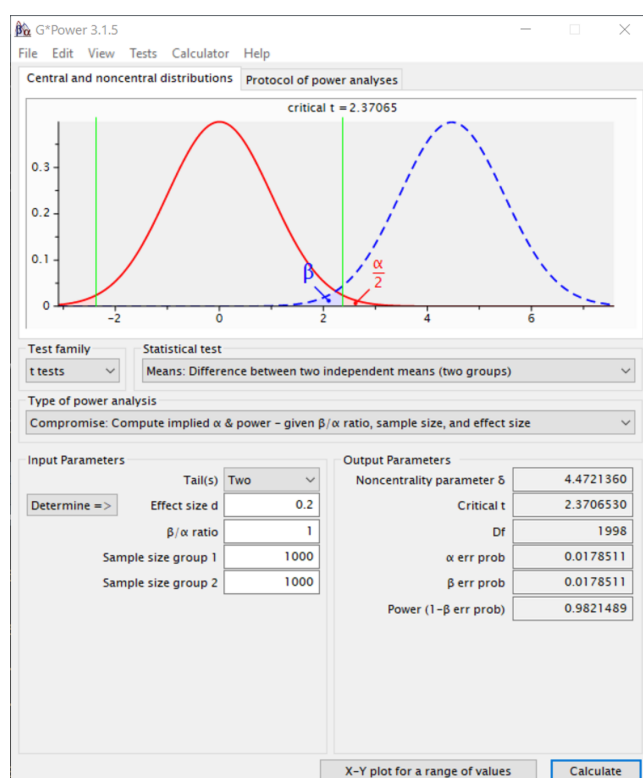 G*Power 3.1.5
File Edit View Tests Calculator Help
Central and noncentral distributions Protocol of power analyses
critical t = 2.37065
0.3
0.2
0.1
0
β
α
2
-2 0 2 4 6
Test family
t tests
Statistical test
Means: Difference between two independent means (two groups)
Type of power analysis
Compromise: Compute implied α & power – given β/α ratio, sample size, and effect size
Input Parameters
Tail(s) Two
Determine => Effect size d 0.2
β/α ratio 1
Sample size group 1 1000
Sample size group 2 1000
Output Parameters
Noncentrality parameter δ 4.4721360
Critical t 2.3706530
Df 1998
α err prob 0.0178511
β err prob 0.0178511
Power (1-β err prob) 0.9821489
X-Y plot for a range of values Calculate